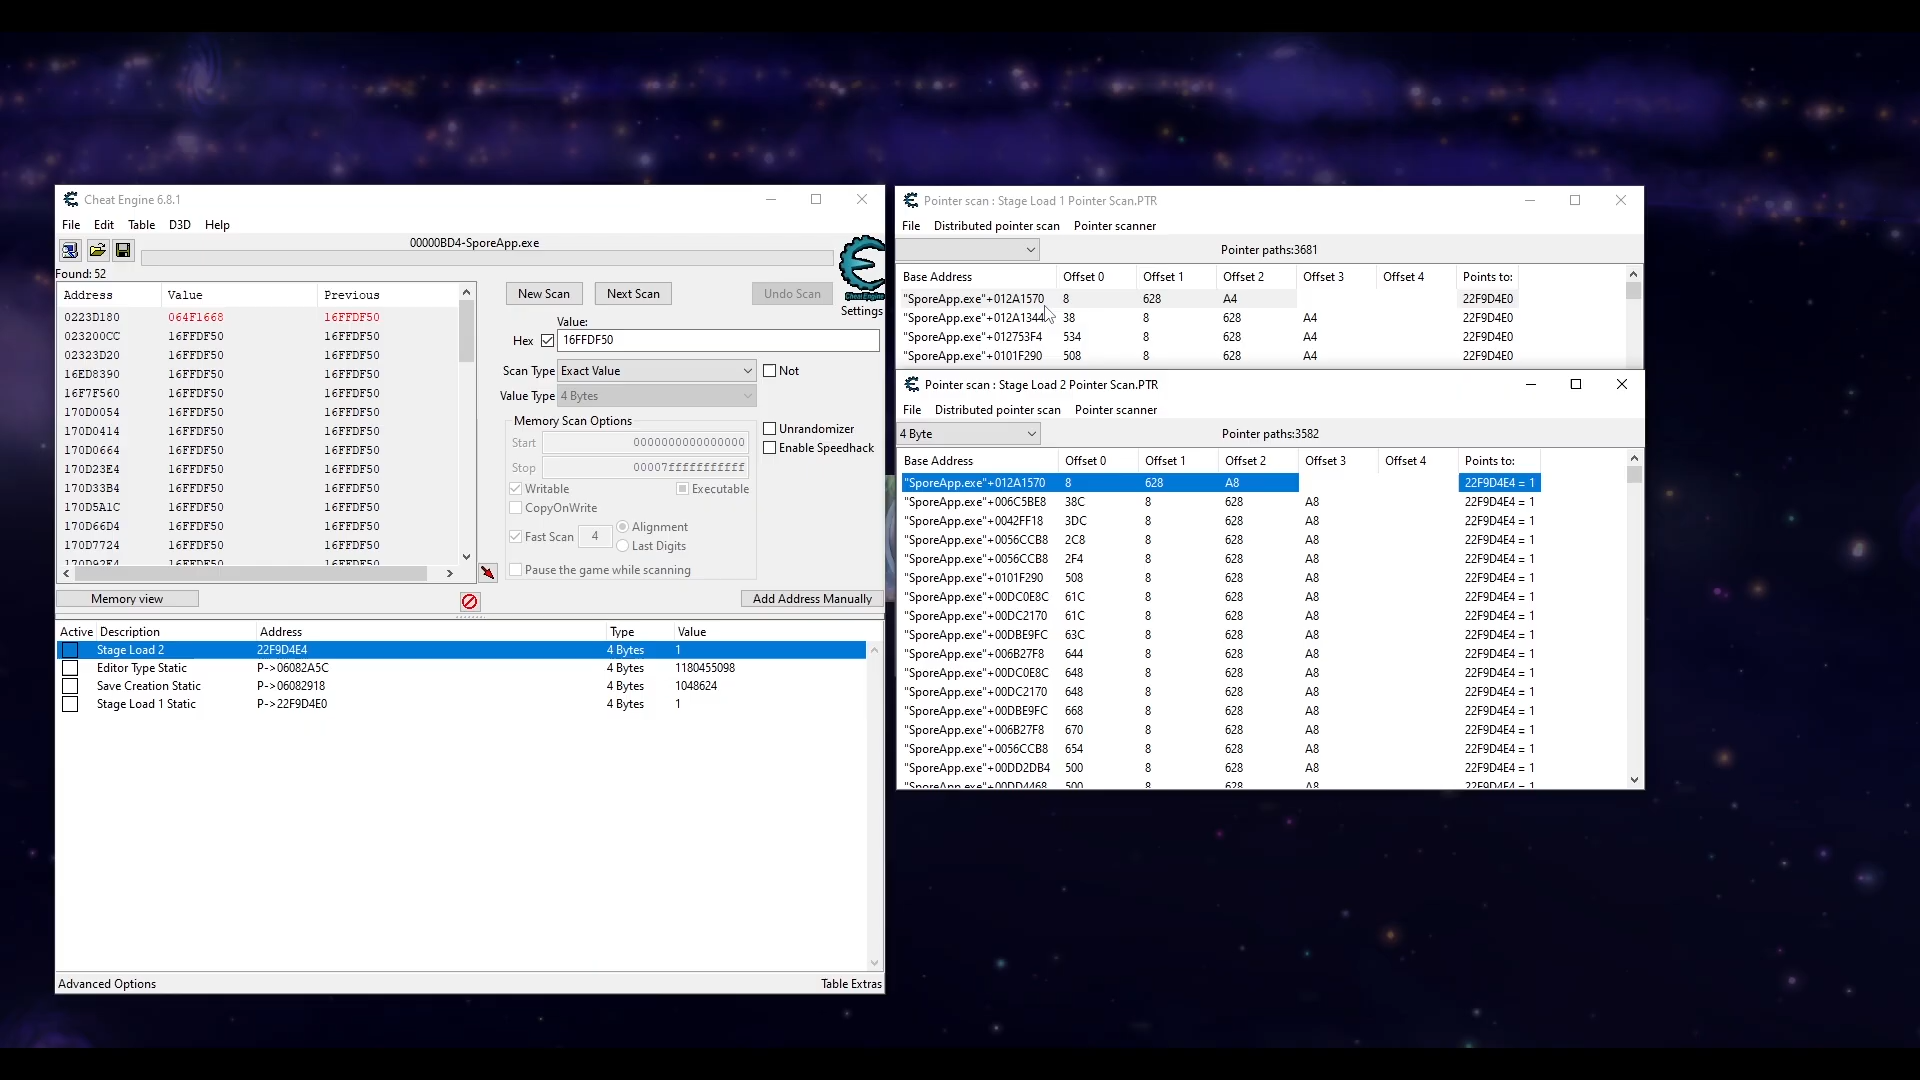 Cheat Engine 6.8.1
File Edit Table D3D Help
00000BD4-SporeApp.exe
Found: 52
Address Value Previous
0223D180 064F1668 16FFDF50
023200CC 16FFDF50 16FFDF50
02323D20 16FFDF50 16FFDF50
16ED8390 16FFDF50 16FFDF50
16F7F560 16FFDF50 16FFDF50
170D0054 16FFDF50 16FFDF50
170D0414 16FFDF50 16FFDF50
170D0664 16FFDF50 16FFDF50
170D23E4 16FFDF50 16FFDF50
170D33B4 16FFDF50 16FFDF50
170D5A1C 16FFDF50 16FFDF50
170D66D4 16FFDF50 16FFDF50
170D7724 16FFDF50 16FFDF50
170D92E4 16FFDF50 16FFDF50
New Scan Next Scan Undo Scan
Cheat Engine
Settings
Value:
Hex 16FFDF50
Scan Type Exact Value Not
Value Type 4 Bytes
Memory Scan Options
Start 0000000000000000
Stop 00007fffffffffff
Writable Executable
CopyOnWrite
Fast Scan 4 Alignment
Last Digits
Pause the game while scanning
Unrandomizer
Enable Speedhack
Memory view Add Address Manually
Active Description Address Type Value
Stage Load 2 22F9D4E4 4 Bytes 1
Editor Type Static P->06082A5C 4 Bytes 1180455098
Save Creation Static P->06082918 4 Bytes 1048624
Stage Load 1 Static P->22F9D4E0 4 Bytes 1
Advanced Options Table Extras
Pointer scan : Stage Load 1 Pointer Scan.PTR
File Distributed pointer scan Pointer scanner
Pointer paths:3681
Base Address Offset 0 Offset 1 Offset 2 Offset 3 Offset 4 Points to:
"SporeApp.exe"+012A1570 8 628 A4 22F9D4E0
"SporeApp.exe"+012A1344 38 8 628 A4 22F9D4E0
"SporeApp.exe"+012753F4 534 8 628 A4 22F9D4E0
"SporeApp.exe"+0101F290 508 8 628 A4 22F9D4E0
Pointer scan : Stage Load 2 Pointer Scan.PTR
File Distributed pointer scan Pointer scanner
4 Byte Pointer paths:3582
Base Address Offset 0 Offset 1 Offset 2 Offset 3 Offset 4 Points to:
"SporeApp.exe"+012A1570 8 628 A8 22F9D4E4 = 1
"SporeApp.exe"+006C5BE8 38C 8 628 A8 22F9D4E4 = 1
"SporeApp.exe"+0042FF18 3DC 8 628 A8 22F9D4E4 = 1
"SporeApp.exe"+0056CCB8 2C8 8 628 A8 22F9D4E4 = 1
"SporeApp.exe"+0056CCB8 2F4 8 628 A8 22F9D4E4 = 1
"SporeApp.exe"+0101F290 508 8 628 A8 22F9D4E4 = 1
"SporeApp.exe"+00DC0E8C 61C 8 628 A8 22F9D4E4 = 1
"SporeApp.exe"+00DC2170 61C 8 628 A8 22F9D4E4 = 1
"SporeApp.exe"+00DBE9FC 63C 8 628 A8 22F9D4E4 = 1
"SporeApp.exe"+006B27F8 644 8 628 A8 22F9D4E4 = 1
"SporeApp.exe"+00DC0E8C 648 8 628 A8 22F9D4E4 = 1
"SporeApp.exe"+00DC2170 648 8 628 A8 22F9D4E4 = 1
"SporeApp.exe"+00DBE9FC 668 8 628 A8 22F9D4E4 = 1
"SporeApp.exe"+006B27F8 670 8 628 A8 22F9D4E4 = 1
"SporeApp.exe"+0056CCB8 654 8 628 A8 22F9D4E4 = 1
"SporeApp.exe"+00DD2DB4 500 8 628 A8 22F9D4E4 = 1
"SporeApp.exe"+00DD4468 500 8 628 A8 22F9D4E4 = 1